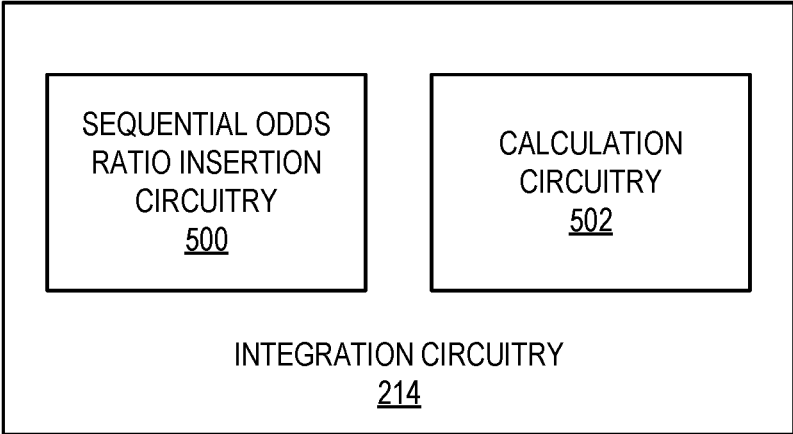 SEQUENTIAL ODDS
RATIO INSERTION
CIRCUITRY
500
CALCULATION
CIRCUITRY
502
INTEGRATION CIRCUITRY
214